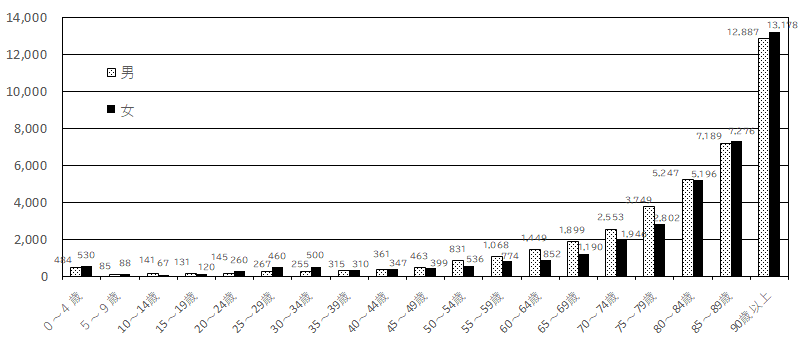 14,000
12,000
10,000
8,000
6,000
4,000
2,000
0
男
女
484 530
85 88
141 67
131 120
145 260
267 460
255 500
315 310
361 347
463 399
831 536
1,068 774
1,449 852
1,899 1,190
2,553 1,946
3,749 2,802
5,247 5,196
7,189 7,276
12,887 13,178
0～4歳
5～9歳
10～14歳
15～19歳
20～24歳
25～29歳
30～34歳
35～39歳
40～44歳
45～49歳
50～54歳
55～59歳
60～64歳
65～69歳
70～74歳
75～79歳
80～84歳
85～89歳
90歳以上